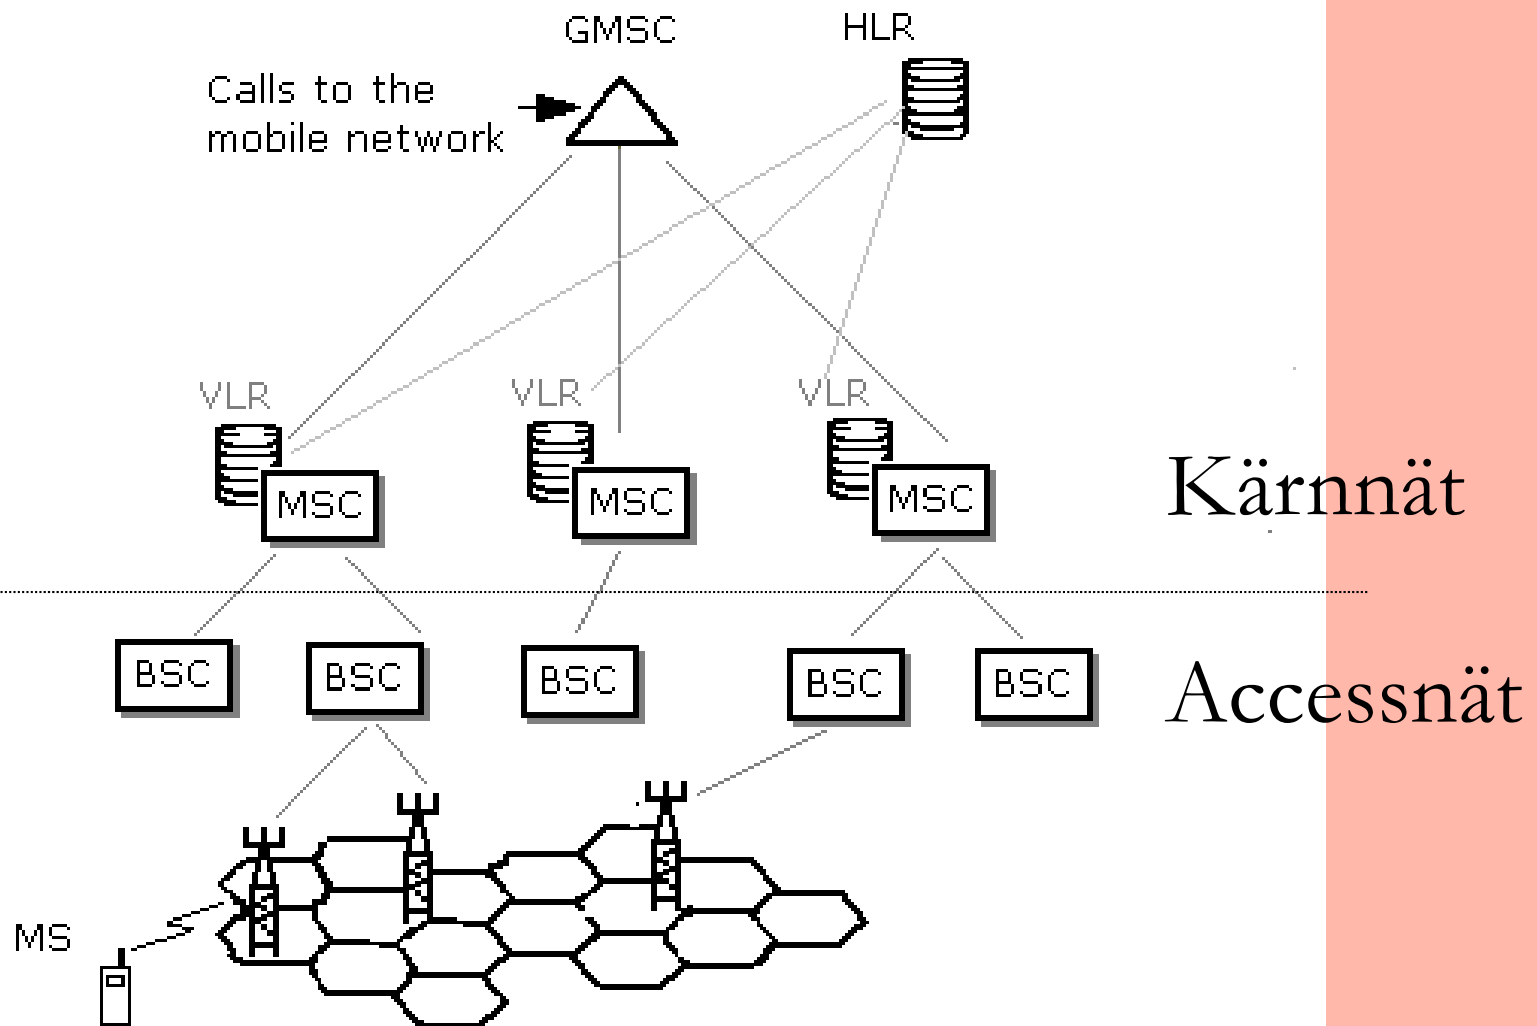 GMSC
HLR
Calls to the
mobile network
VLR
VLR
VLR
MSC
MSC
MSC
Kärnnät
BSC
BSC
BSC
BSC
BSC
Accessnät
MS